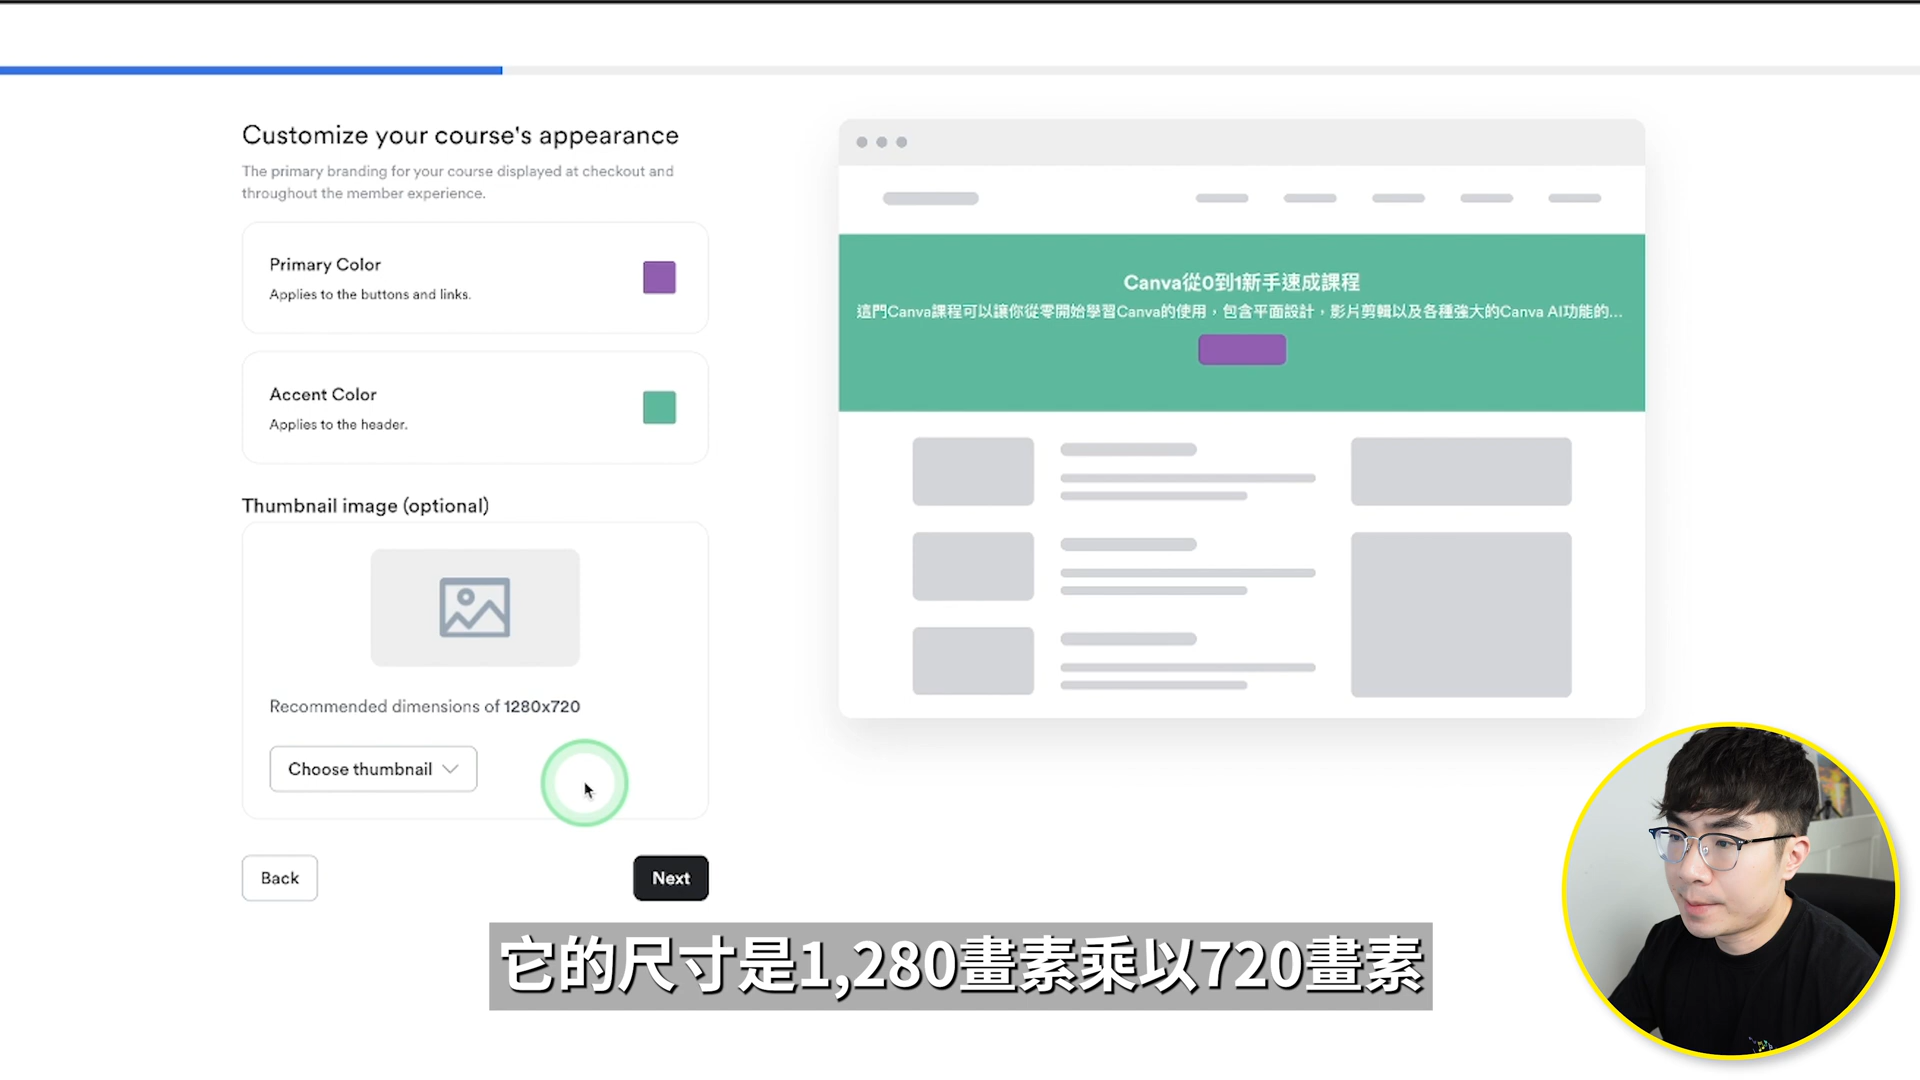 Customize your course's appearance
The primary branding for your course displayed at checkout and
throughout the member experience.
Primary Color
Applies to the buttons and links.
Accent Color
Applies to the header.
Thumbnail image (optional)
Recommended dimensions of 1280x720
Choose thumbnail
Back
Next
Canva從0到1新手速成課程
這門Canva課程可以讓你從零開始學習Canva的使用，包含平面設計，影片剪輯以及各種強大的Canva AI功能的...
它的尺寸是1,280畫素乘以720畫素